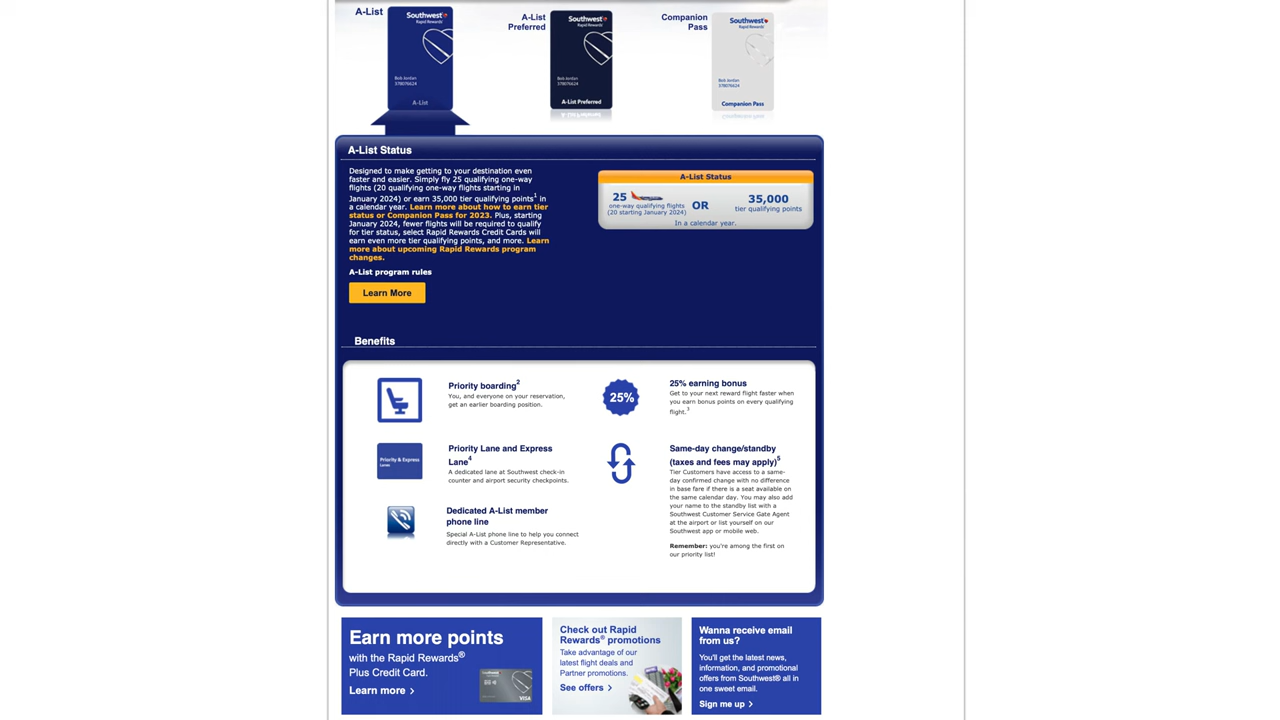 A-List
Southwest
Rapid Rewards
Bob Jordan
378076624
A-List
A-List
Preferred
Southwest
Rapid Rewards
Bob Jordan
378076624
A-List Preferred
Companion
Pass
Southwest
Rapid Rewards
Bob Jordan
378076624
Companion Pass
A-List Status
Designed to make getting to your destination even
faster and easier. Simply fly 25 qualifying one-way
flights (20 qualifying one-way flights starting in
January 2024) or earn 35,000 tier qualifying points1 in
a calendar year. Learn more about how to earn tier
status or Companion Pass for 2023. Plus, starting
January 2024, fewer flights will be required to qualify
for tier status, select Rapid Rewards Credit Cards will
earn even more tier qualifying points, and more. Learn
more about upcoming Rapid Rewards program
changes.
A-List program rules
Learn More
A-List Status
25
one-way qualifying flights
(20 starting January 2024)
OR
35,000
tier qualifying points
In a calendar year.
Benefits
Priority boarding2
You, and everyone on your reservation,
get an earlier boarding position.
25%
25% earning bonus
Get to your next reward flight faster when
you earn bonus points on every qualifying
flight.3
Priority & Express
Lanes
Priority Lane and Express
Lane4
A dedicated lane at Southwest check-in
counter and airport security checkpoints.
Same-day change/standby
(taxes and fees may apply)5
Tier Customers have access to a same-
day confirmed change with no difference
in base fare if there is a seat available on
the same calendar day. You may also add
your name to the standby list with a
Southwest Customer Service Gate Agent
at the airport or list yourself on our
Southwest app or mobile web.
Remember: you're among the first on
our priority list!
Dedicated A-List member
phone line
Special A-List phone line to help you connect
directly with a Customer Representative.
Earn more points
with the Rapid Rewards®
Plus Credit Card.
Learn more >
VISA
Check out Rapid
Rewards® promotions
Take advantage of our
latest flight deals and
Partner promotions.
See offers >
Wanna receive email
from us?
You'll get the latest news,
information, and promotional
offers from Southwest® all in
one sweet email.
Sign me up >